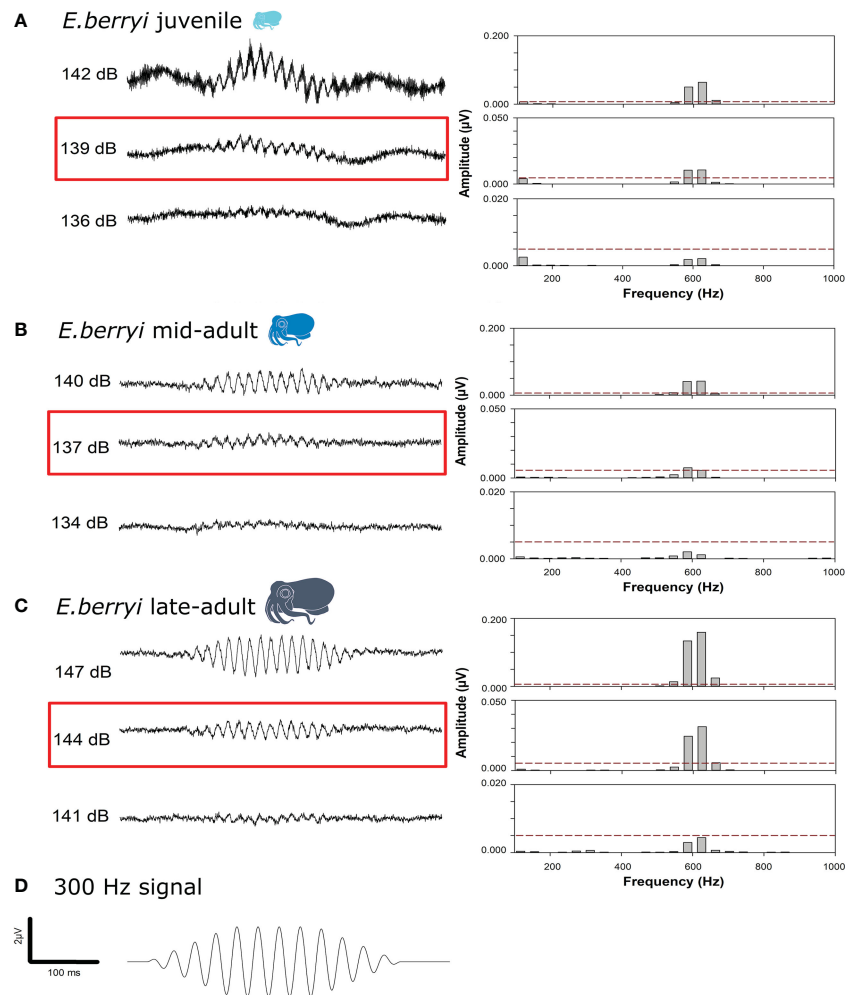 A E.berryi juvenile
142 dB
139 dB
136 dB
Amplitude (µV)
0.200
0.000
0.050
0.000
0.020
0.000
200 400 600 800 1000
Frequency (Hz)
B E.berryi mid-adult
140 dB
137 dB
134 dB
Amplitude (µV)
0.200
0.000
0.050
0.000
0.020
0.000
200 400 600 800 1000
Frequency (Hz)
C E.berryi late-adult
147 dB
144 dB
141 dB
Amplitude (µV)
0.200
0.000
0.050
0.000
0.020
0.000
200 400 600 800 1000
Frequency (Hz)
D 300 Hz signal
2µV
100 ms